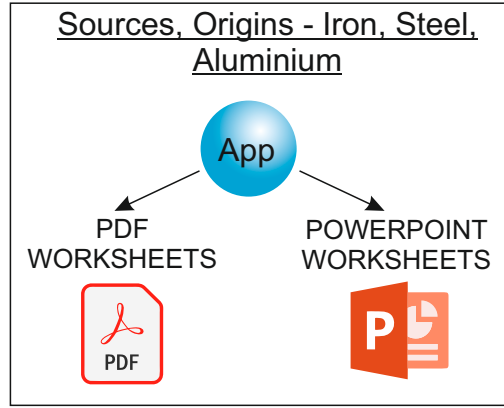 Sources, Origins - Iron, Steel,
Aluminium
App
PDF
WORKSHEETS
POWERPOINT
WORKSHEETS
PDF
P